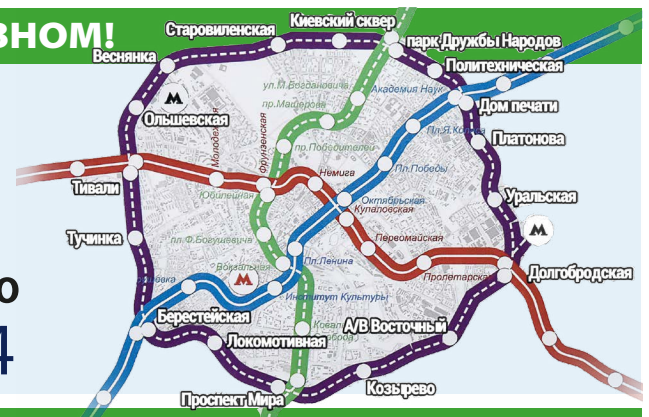 ВНОМ!
Киевский сквер
Старовиленская
парк Дружбы Народов
Веснянка
Политехническая
ул.М.Богдановича
Академия Наук
пр.Машерова
М
Дом печати
Ольшевская
Молодежная
Фрунзенская
Пл.Я.Коласа
Платонова
пр.Победителей
Пл.Победы
Немига
Тивали
Юбилейная
Октябрьская
Уральская
Купаловская
М
Тучинка
пл.Ф.Богушевича
Первомайская
Вокзальная
Пл.Ленина
М
Пролетарская
Долгобродская
Институт Культуры
Ю
Берестейская
А/В Восточный
4
Локомотивная
Козырево
Проспект Мира